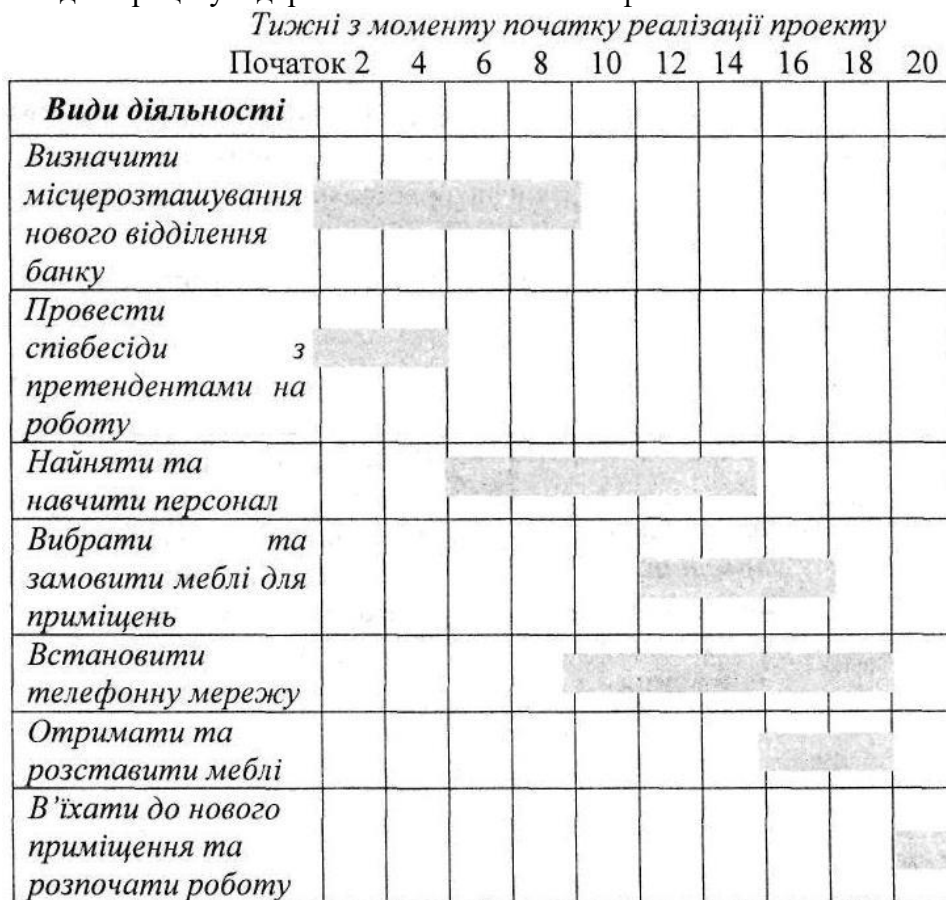 Тижні з моменту початку реалізації проекту
Початок 2 4 6 8 10 12 14 16 18 20
Види діяльності
Визначити
місцерозташування
нового відділення
банку
Провести
співбесіди з
претендентами на
роботу
Найняти та
навчити персонал
Вибрати та
замовити меблі для
приміщень
Встановити
телефонну мережу
Отримати та
розставити меблі
В’їхати до нового
приміщення та
розпочати роботу